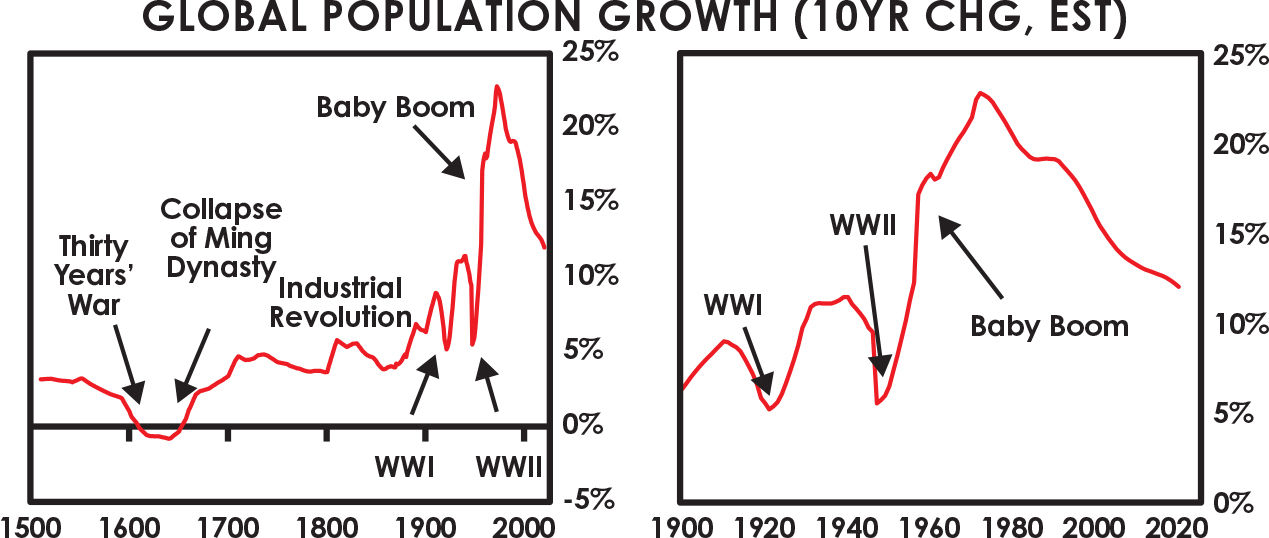 GLOBAL POPULATION GROWTH (10YR CHG, EST)
25%
20%
15%
10%
5%
0%
-5%
Baby Boom
Collapse
of Ming
Dynasty
Thirty
Years’
War
Industrial
Revolution
WWI
WWII
1500
1600
1700
1800
1900
2000
25%
20%
15%
10%
5%
0%
WWII
WWI
Baby Boom
1900
1920
1940
1960
1980
2000
2020